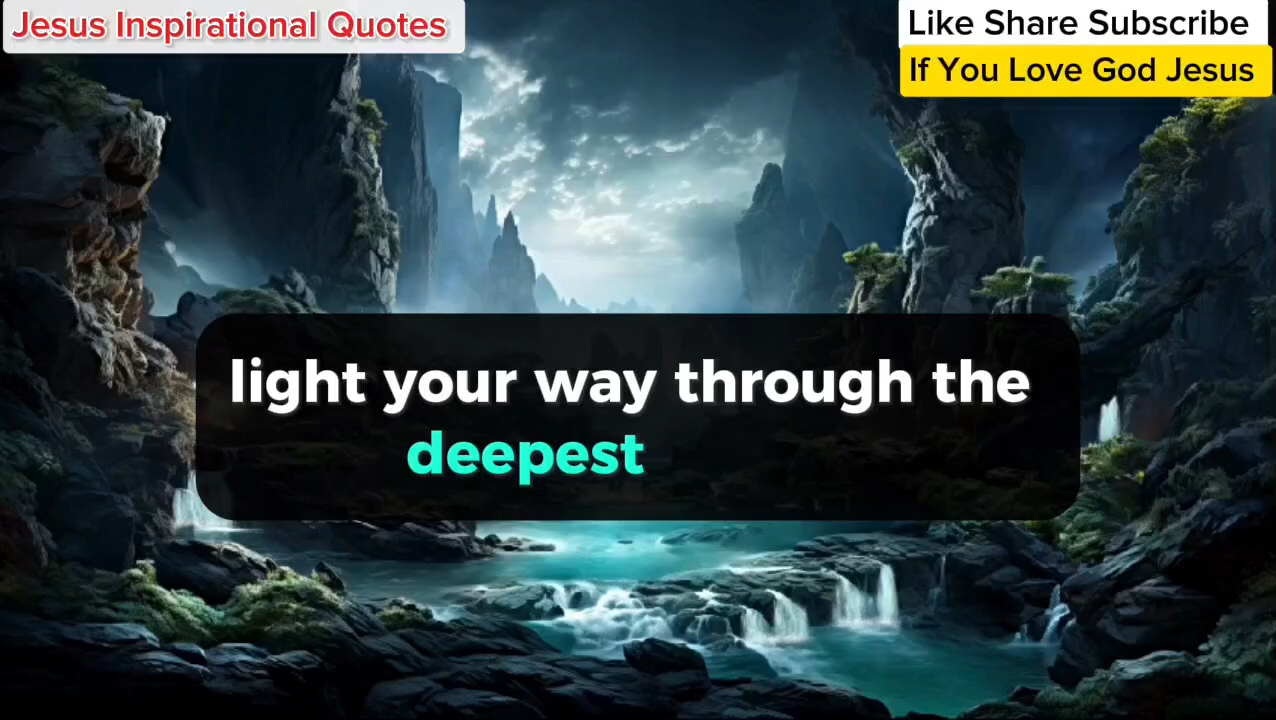 Jesus Inspirational Quotes
Like Share Subscribe
If You Love God Jesus
light your way through the
deepest